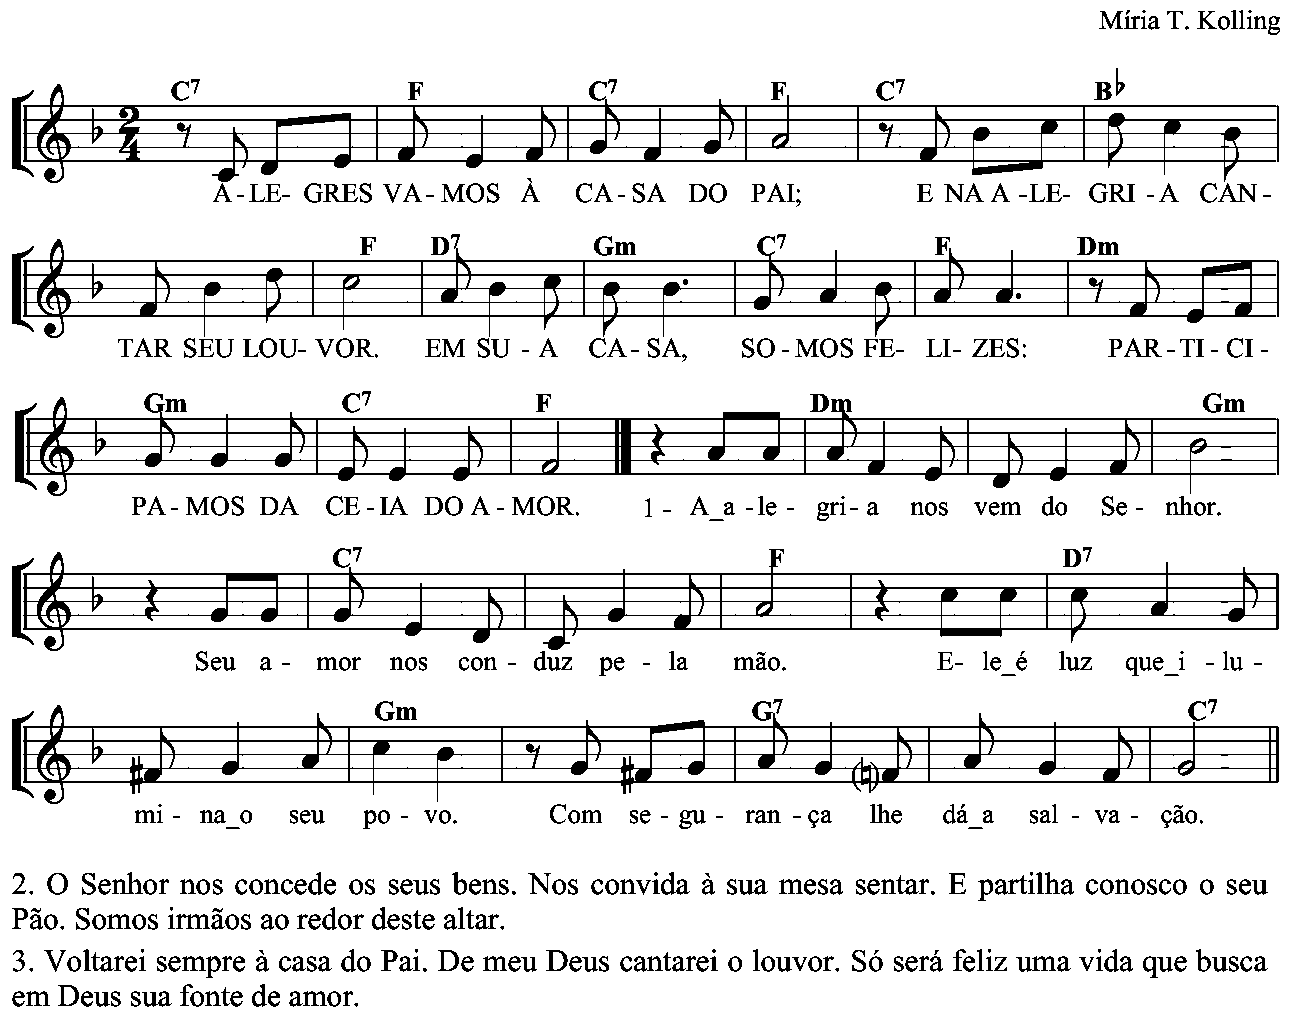 Míria T. Kolling
C7 F C7 F C7 B♭
A-LE- GRES VA-MOS À CA-SA DO PAI; E NA A-LE- GRI-A CAN-
F D7 Gm C7 F Dm
TAR SEU LOU- VOR. EM SU-A CA-SA, SO-MOS FE- LI-ZES: PAR-TI-CI-
Gm C7 F Dm Gm
PA-MOS DA CE-IA DO A-MOR. 1- A_a-le- gri-a nos vem do Se- nhor.
C7 F D7
Seu a- mor nos con- duz pe- la mão. E- le_é luz que_i-lu-
Gm G7 C7
mi- na_o seu po- vo. Com se-gu- ran-ça lhe dá_a sal-va- ção.
2. O Senhor nos concede os seus bens. Nos convida à sua mesa sentar. E partilha conosco o seu
Pão. Somos irmãos ao redor deste altar.
3. Voltarei sempre à casa do Pai. De meu Deus cantarei o louvor. Só será feliz uma vida que busca
em Deus sua fonte de amor.